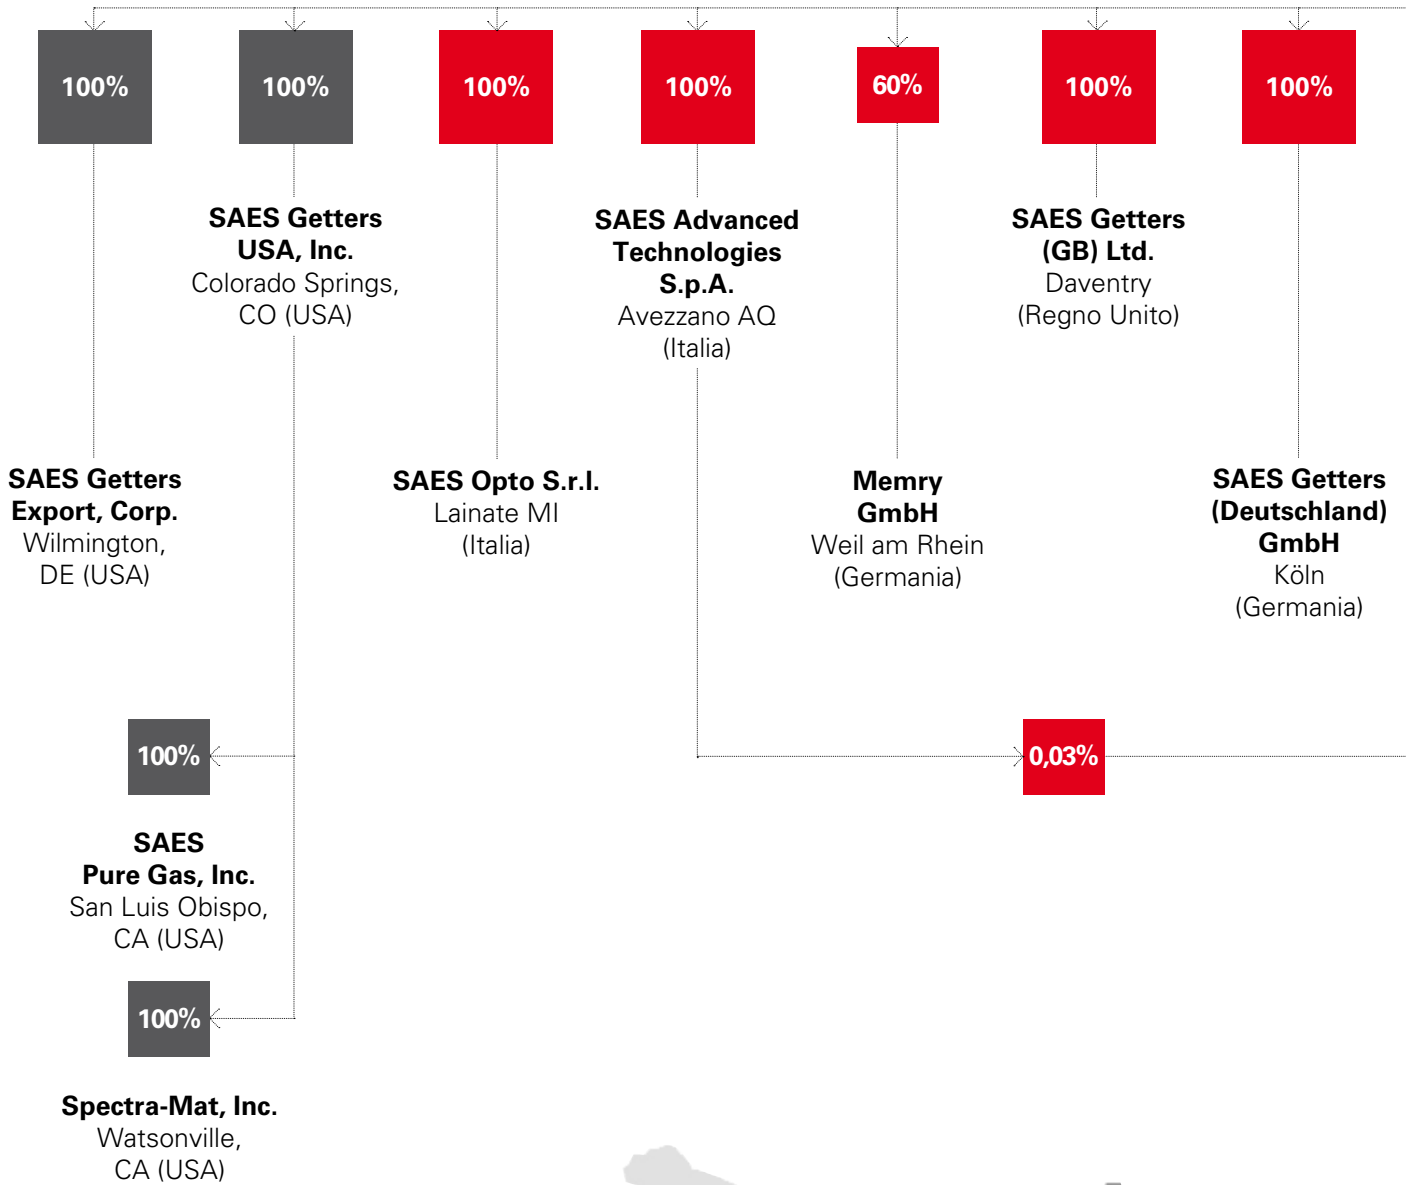 100%
100%
100%
100%
60%
100%
100%
SAES Getters
USA, Inc.
Colorado Springs,
CO (USA)
SAES Advanced
Technologies
S.p.A.
Avezzano AQ
(Italia)
SAES Getters
(GB) Ltd.
Daventry
(Regno Unito)
SAES Getters
Export, Corp.
Wilmington,
DE (USA)
SAES Opto S.r.l.
Lainate MI
(Italia)
Memry
GmbH
Weil am Rhein
(Germania)
SAES Getters
(Deutschland)
GmbH
Köln
(Germania)
100%
0,03%
SAES
Pure Gas, Inc.
San Luis Obispo,
CA (USA)
100%
Spectra-Mat, Inc.
Watsonville,
CA (USA)